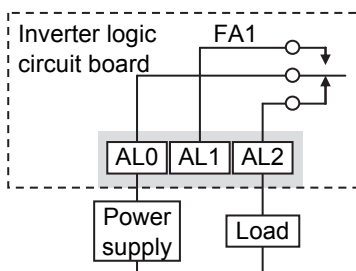 Inverter logic
circuit board
FA1
AL0 AL1 AL2
Power
supply
Load